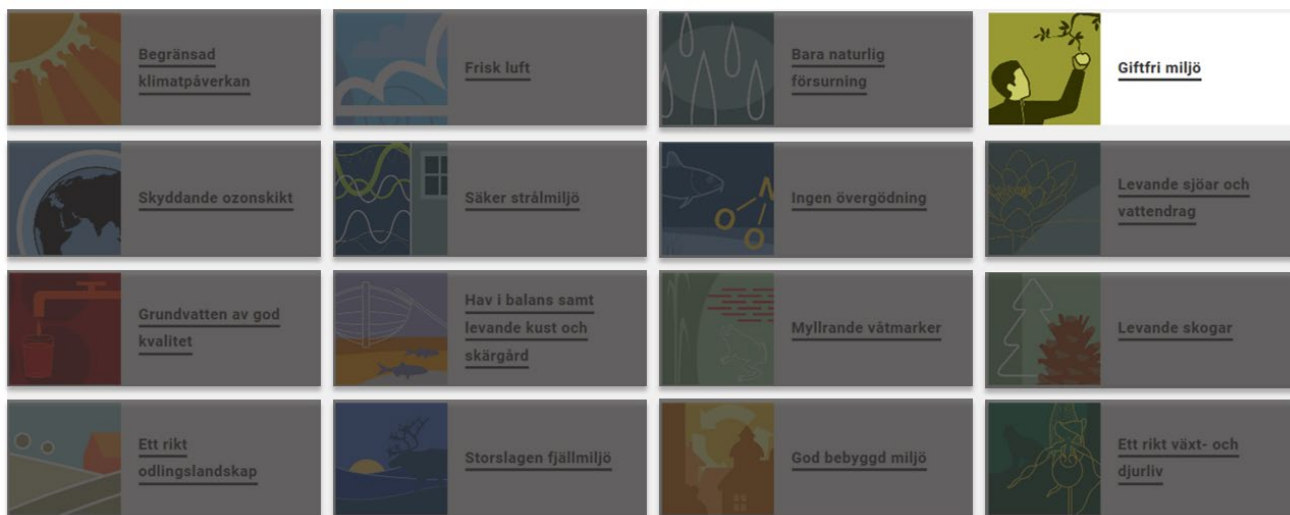 Begränsad
klimatpåverkan
Frisk luft
Bara naturlig
försurning
Giftfri miljö
Skyddande ozonskikt
Säker strålmiljö
Ingen övergödning
Levande sjöar och
vattendrag
Grundvatten av god
kvalitet
Hav i balans samt
levande kust och
skärgård
Myllrande våtmarker
Levande skogar
Ett rikt
odlingslandskap
Storslagen fjällmiljö
God bebyggd miljö
Ett rikt växt- och
djurliv